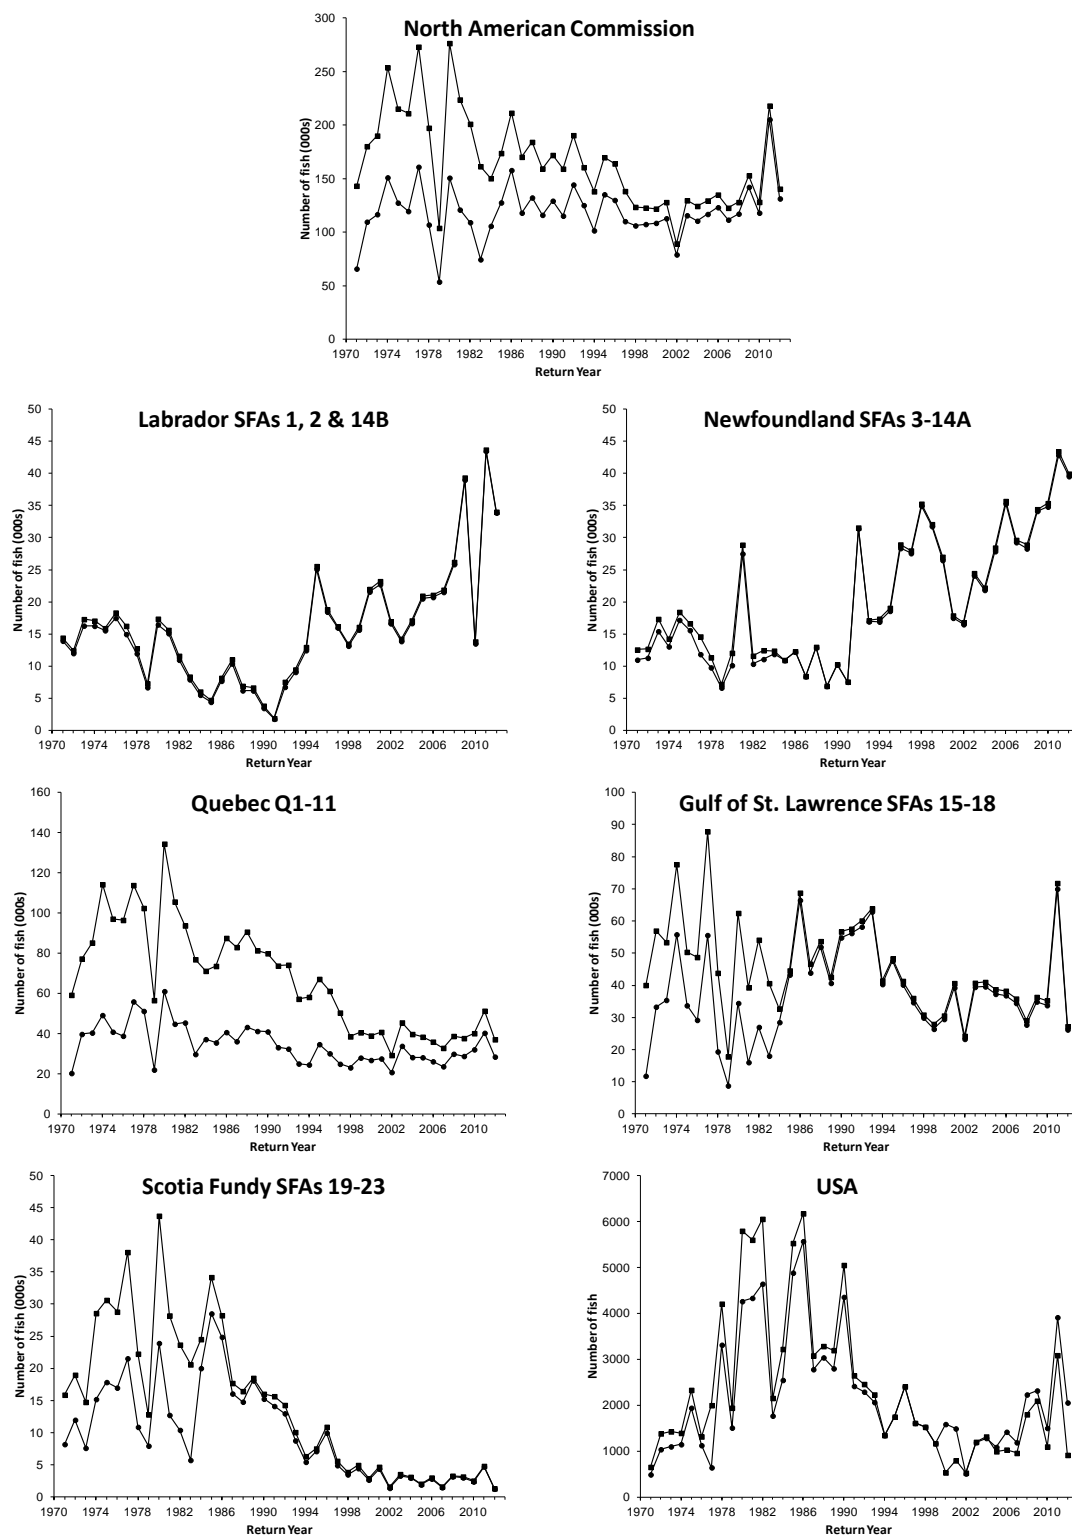 North American Commission
Number of fish (000s)
300
250
200
150
100
50
0
1970 1974 1978 1982 1986 1990 1994 1998 2002 2006 2010
Return Year
Labrador SFAs 1, 2 & 14B
Number of fish (000s)
50
45
40
35
30
25
20
15
10
5
0
1970 1974 1978 1982 1986 1990 1994 1998 2002 2006 2010
Return Year
Newfoundland SFAs 3-14A
Number of fish (000s)
50
45
40
35
30
25
20
15
10
5
0
1970 1974 1978 1982 1986 1990 1994 1998 2002 2006 2010
Return Year
Quebec Q1-11
Number of fish (000s)
160
140
120
100
80
60
40
20
0
1970 1974 1978 1982 1986 1990 1994 1998 2002 2006 2010
Return Year
Gulf of St. Lawrence SFAs 15-18
Number of fish (000s)
100
90
80
70
60
50
40
30
20
10
0
1970 1974 1978 1982 1986 1990 1994 1998 2002 2006 2010
Return Year
Scotia Fundy SFAs 19-23
Number of fish (000s)
50
45
40
35
30
25
20
15
10
5
0
1970 1974 1978 1982 1986 1990 1994 1998 2002 2006 2010
Return Year
USA
Number of fish
7000
6000
5000
4000
3000
2000
1000
0
1970 1974 1978 1982 1986 1990 1994 1998 2002 2006 2010
Return Year